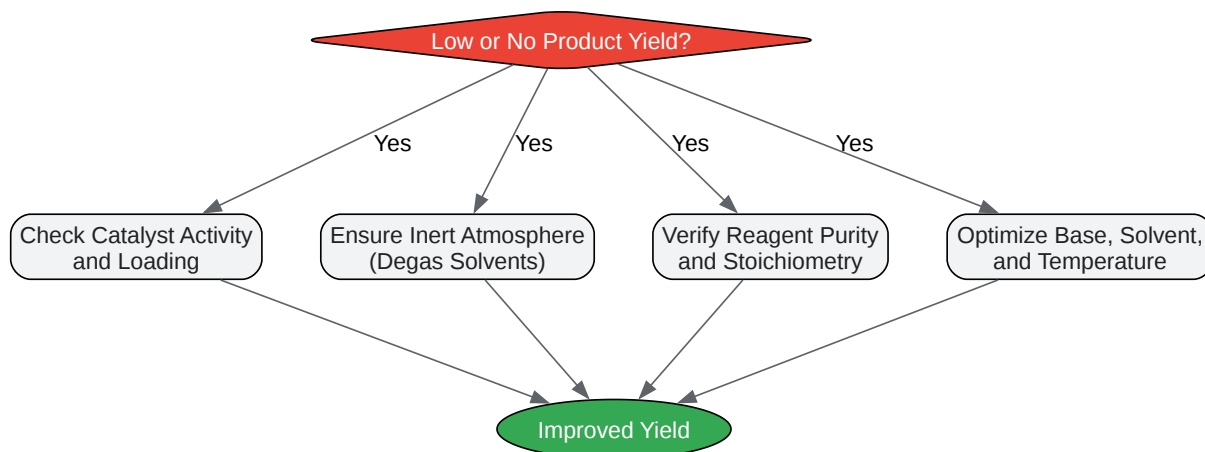 Low or No Product Yield?
Yes
Yes
Yes
Yes
Check Catalyst Activity
and Loading
Ensure Inert Atmosphere
(Degas Solvents)
Verify Reagent Purity
and Stoichiometry
Optimize Base, Solvent,
and Temperature
Improved Yield